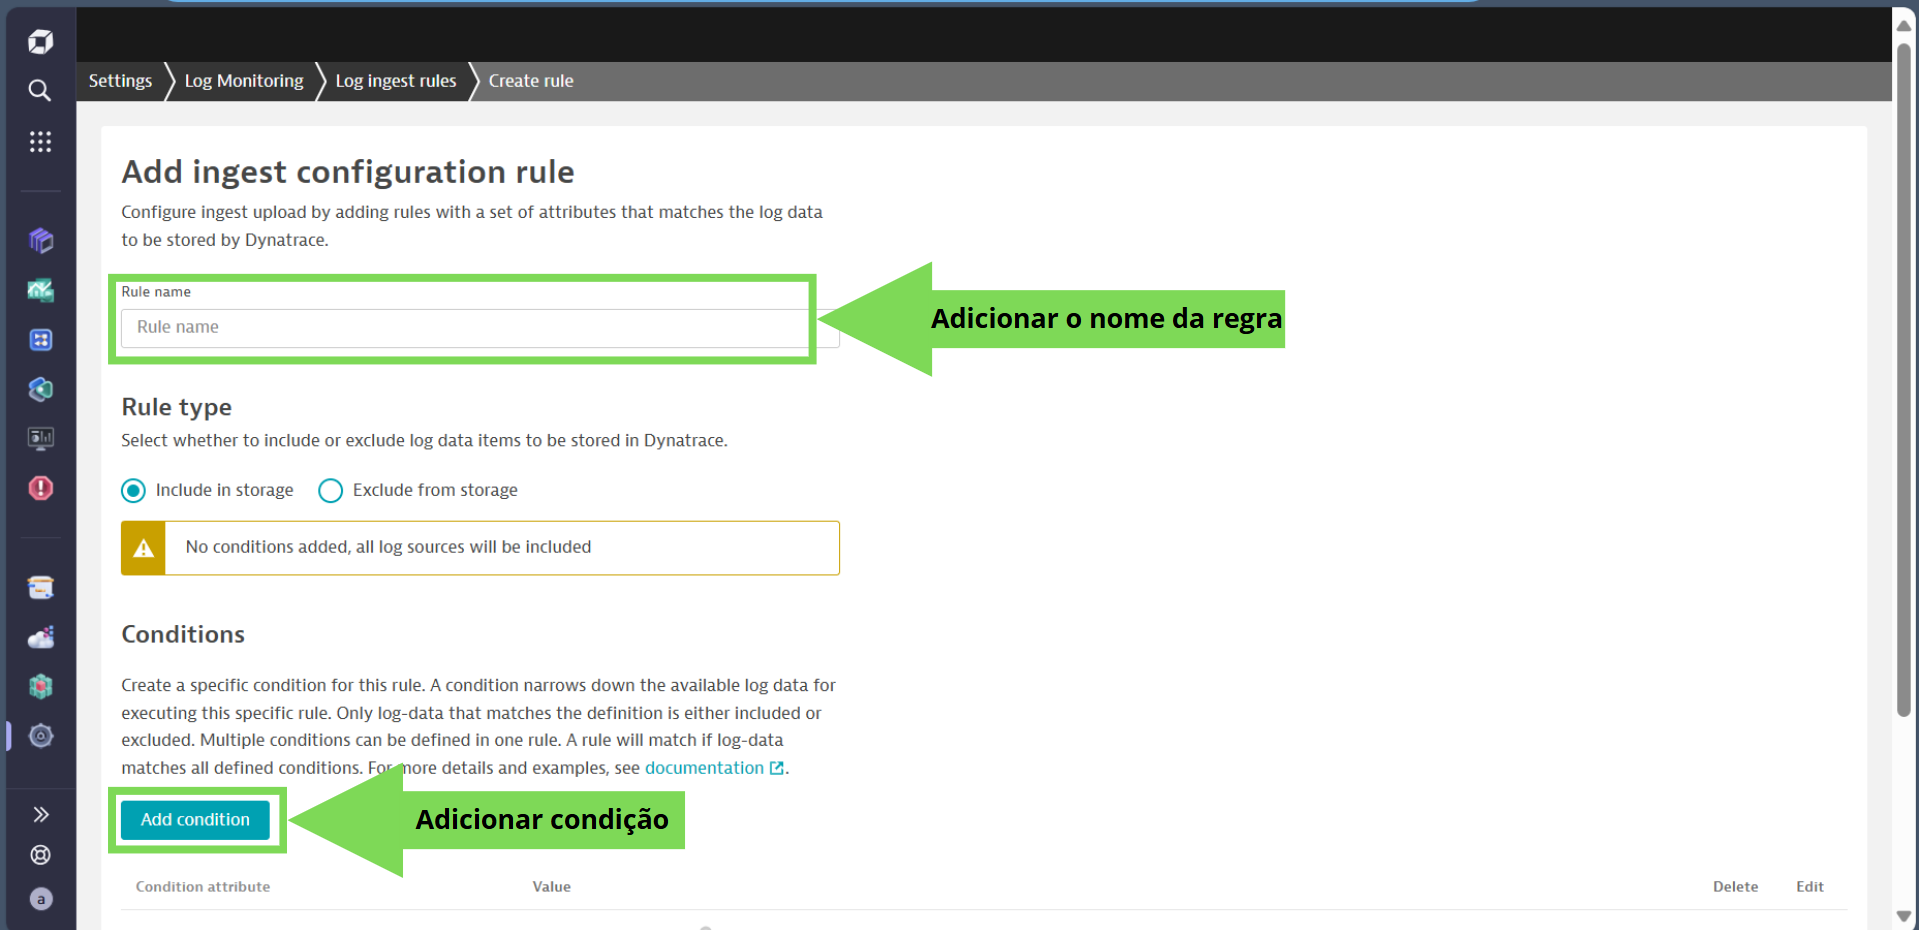 Settings
Log Monitoring
Log ingest rules
Create rule
Add ingest configuration rule
Configure ingest upload by adding rules with a set of attributes that matches the log data
to be stored by Dynatrace.
Rule name
Rule name
Adicionar o nome da regra
Rule type
Select whether to include or exclude log data items to be stored in Dynatrace.
Include in storage
Exclude from storage
No conditions added, all log sources will be included
Conditions
Create a specific condition for this rule. A condition narrows down the available log data for
executing this specific rule. Only log-data that matches the definition is either included or
excluded. Multiple conditions can be defined in one rule. A rule will match if log-data
matches all defined conditions. For more details and examples, see documentation.
Add condition
Adicionar condição
Condition attribute
Value
Delete
Edit
a